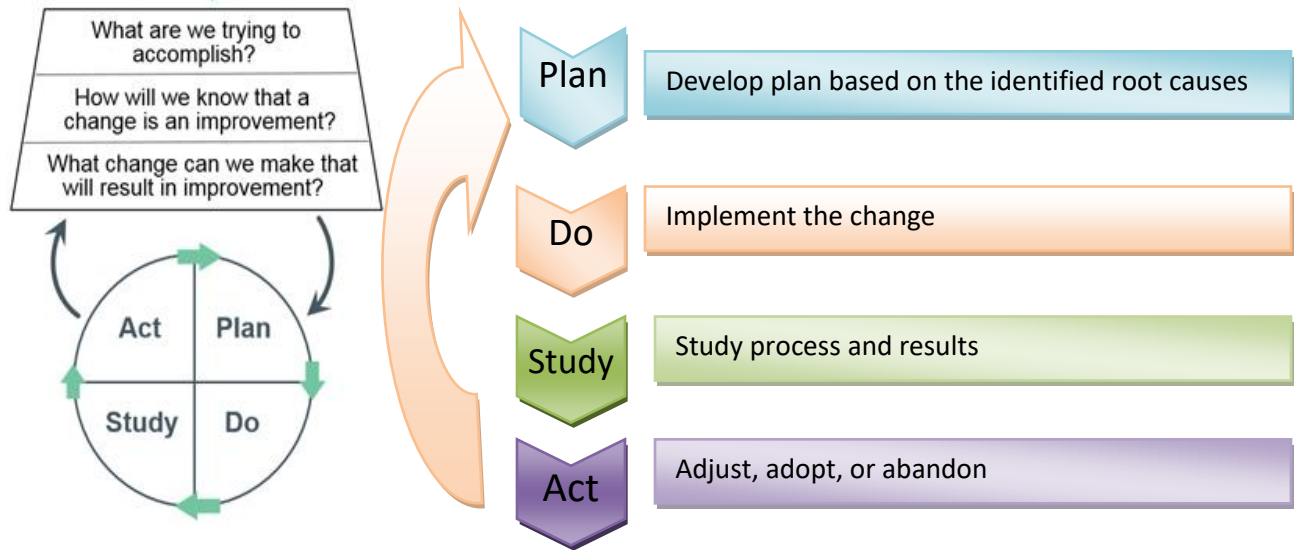 What are we trying to
accomplish?
How will we know that a
change is an improvement?
What change can we make that
will result in improvement?
Act
Plan
Study
Do
Plan
Develop plan based on the identified root causes
Do
Implement the change
Study
Study process and results
Act
Adjust, adopt, or abandon